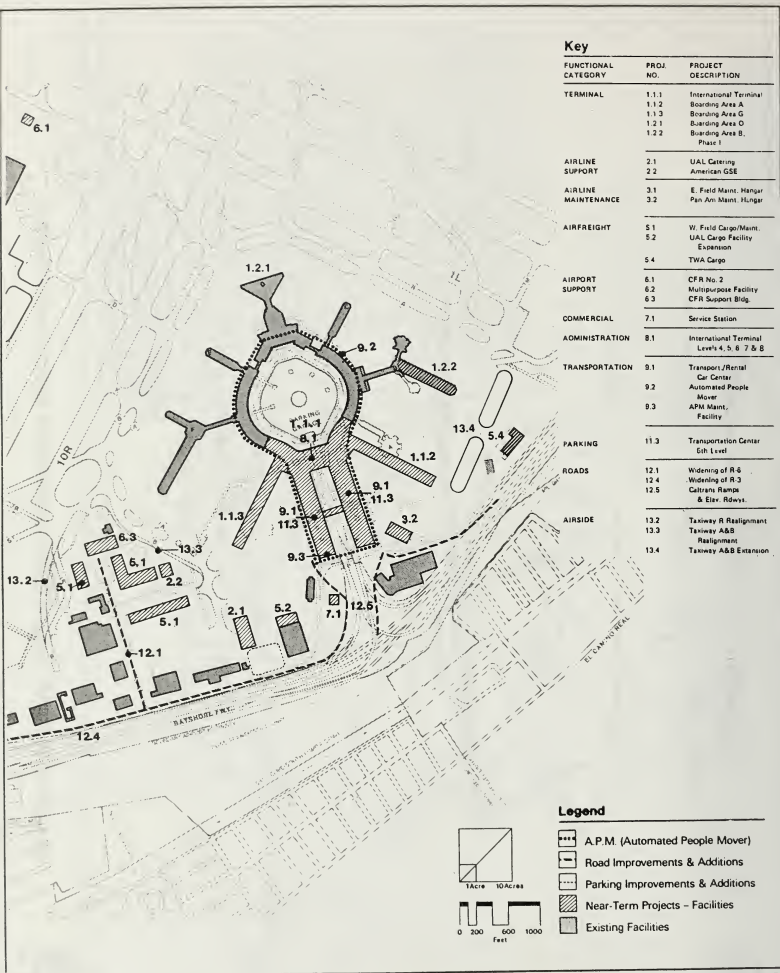 Key
FUNCTIONAL CATEGORY PROJ. NO. PROJECT DESCRIPTION
TERMINAL 1.1.1 International Terminal
1.1.2 Boarding Area A
1.1.3 Boarding Area G
1.2.1 Boarding Area D
1.2.2 Boarding Area B,
Phase I
AIRLINE SUPPORT 2.1 UAL Catering
2.2 American GSE
AIRLINE MAINTENANCE 3.1 E. Field Maint. Hangar
3.2 Pan Am Maint. Hangar
AIRFREIGHT 5.1 W. Field Cargo/Maint.
5.2 UAL Cargo Facility
Expansion
5.4 TWA Cargo
AIRPORT SUPPORT 6.1 CFR No. 2
6.2 Multipurpose Facility
6.3 CFR Support Bldg.
COMMERCIAL 7.1 Service Station
ADMINISTRATION 8.1 International Terminal
Levels 4, 5, 6 7 & 8
TRANSPORTATION 9.1 Transport./Rental
Car Center
9.2 Automated People
Mover
9.3 APM Maint.
Facility
PARKING 11.3 Transportation Center
6th Level
ROADS 12.1 Widening of R-6
12.4 Widening of R-3
12.5 Caltrans Ramps
& Elev. Rdwys.
AIRSIDE 13.2 Taxiway R Realignment
13.3 Taxiway A&B
Realignment
13.4 Taxiway A&B Extension
6.1
1.2.1
1L
9.2
1.2.2
PARKING
1.1.1
8.1
13.4
5.4
10R
1.1.2
9.1
11.3
1.1.3
9.1
11.3
3.2
6.3
13.3
9.3
5.1
13.2
5.1
2.2
5.1
2.1
5.2
7.1
12.5
12.1
EL CAMINO REAL
BAYSHORE FWY.
12.4
Legend
A.P.M. (Automated People Mover)
Road Improvements & Additions
Parking Improvements & Additions
Near-Term Projects – Facilities
Existing Facilities
1 Acre 10 Acres
0 200 600 1000
Feet